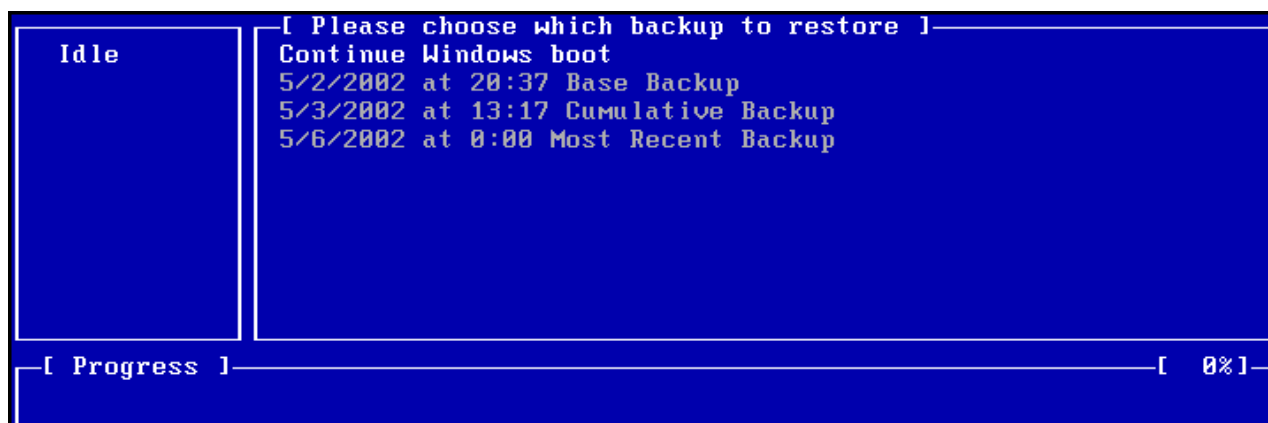 [ Please choose which backup to restore ]
Idle
Continue Windows boot
5/2/2002 at 20:37 Base Backup
5/3/2002 at 13:17 Cumulative Backup
5/6/2002 at 0:00 Most Recent Backup
[ Progress ]
[ 0%]